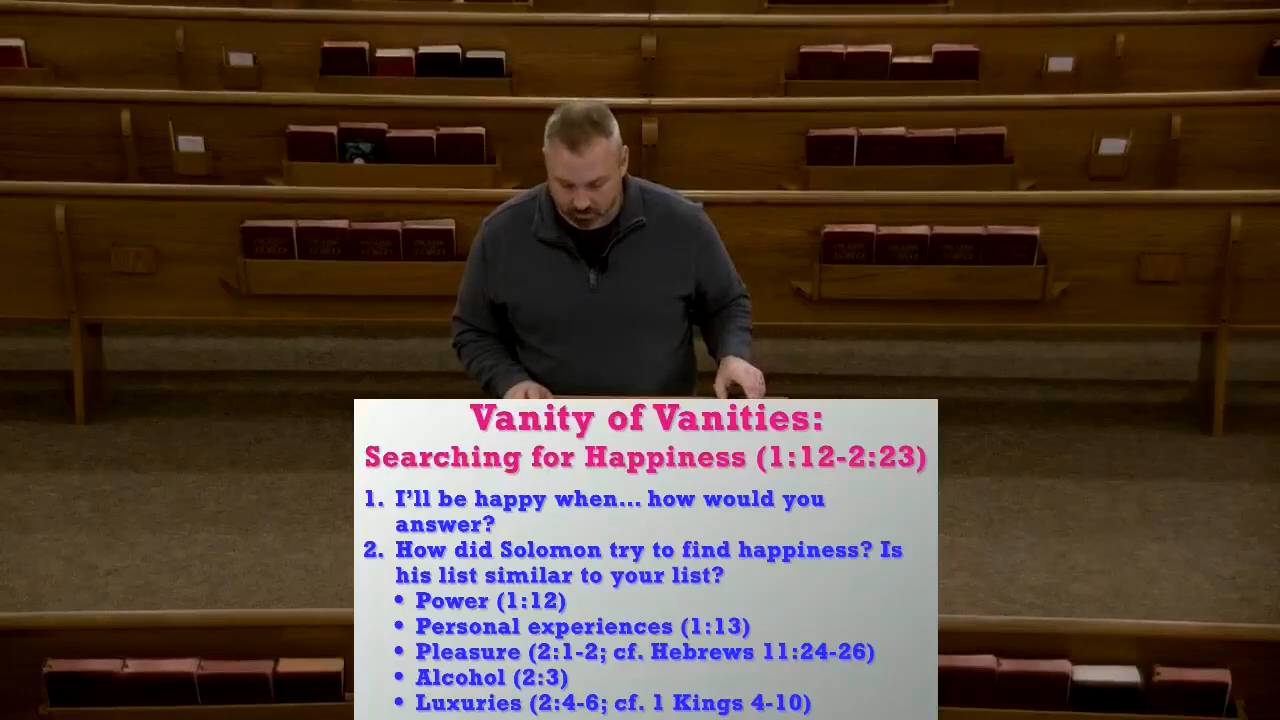 Vanity of Vanities:
Searching for Happiness (1:12-2:23)
1. I'll be happy when... how would you
answer?
2. How did Solomon try to find happiness? Is
his list similar to your list?
• Power (1:12)
• Personal experiences (1:13)
• Pleasure (2:1-2; cf. Hebrews 11:24-26)
• Alcohol (2:3)
• Luxuries (2:4-6; cf. 1 Kings 4-10)